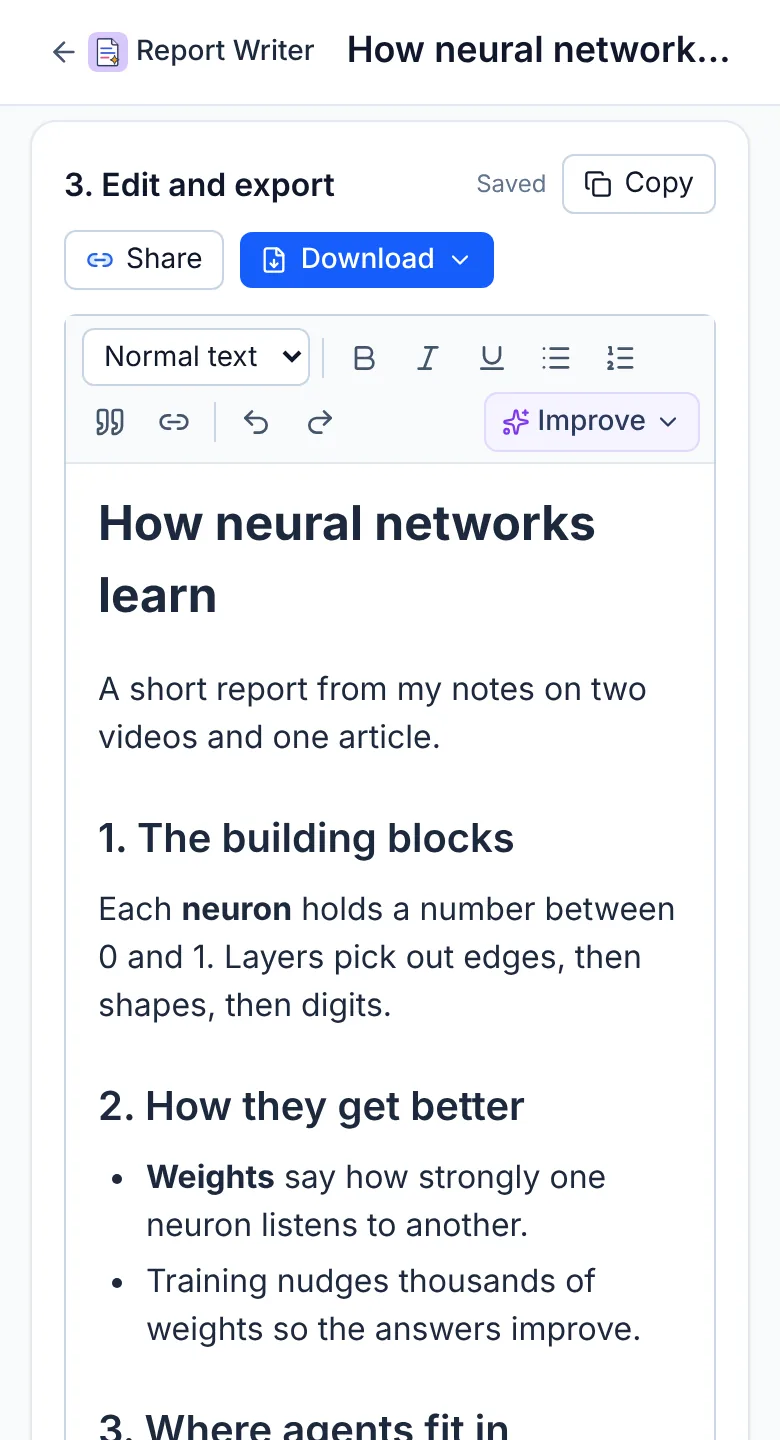 Report Writer How neural network...
3. Edit and export Saved Copy
Share Download
Normal text B I U
Improve
How neural networks
learn
A short report from my notes on two
videos and one article.
1. The building blocks
Each neuron holds a number between
0 and 1. Layers pick out edges, then
shapes, then digits.
2. How they get better
• Weights say how strongly one
neuron listens to another.
• Training nudges thousands of
weights so the answers improve.
3. Where agents fit in